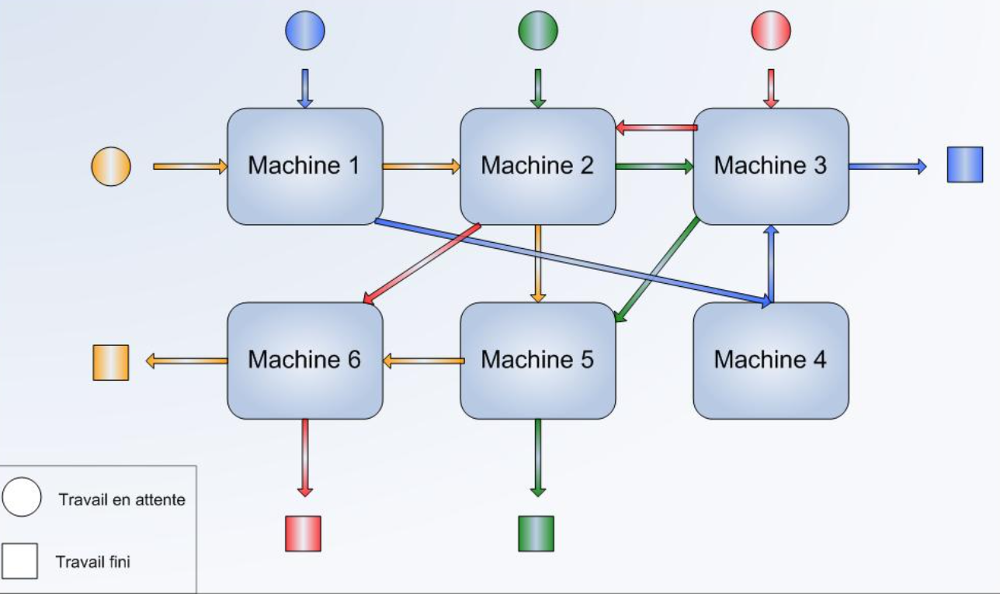 Machine 1
Machine 2
Machine 3
Machine 6
Machine 5
Machine 4
Travail en attente
Travail fini